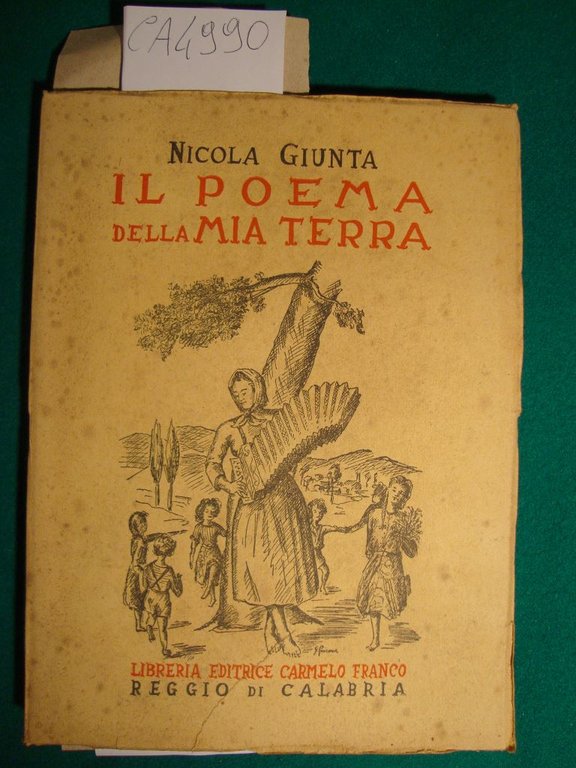 CA4990
NICOLA GIUNTA
IL POEMA
DELLA MIA TERRA
LIBRERIA EDITRICE CARMELO FRANCO
REGGIO DI CALABRIA